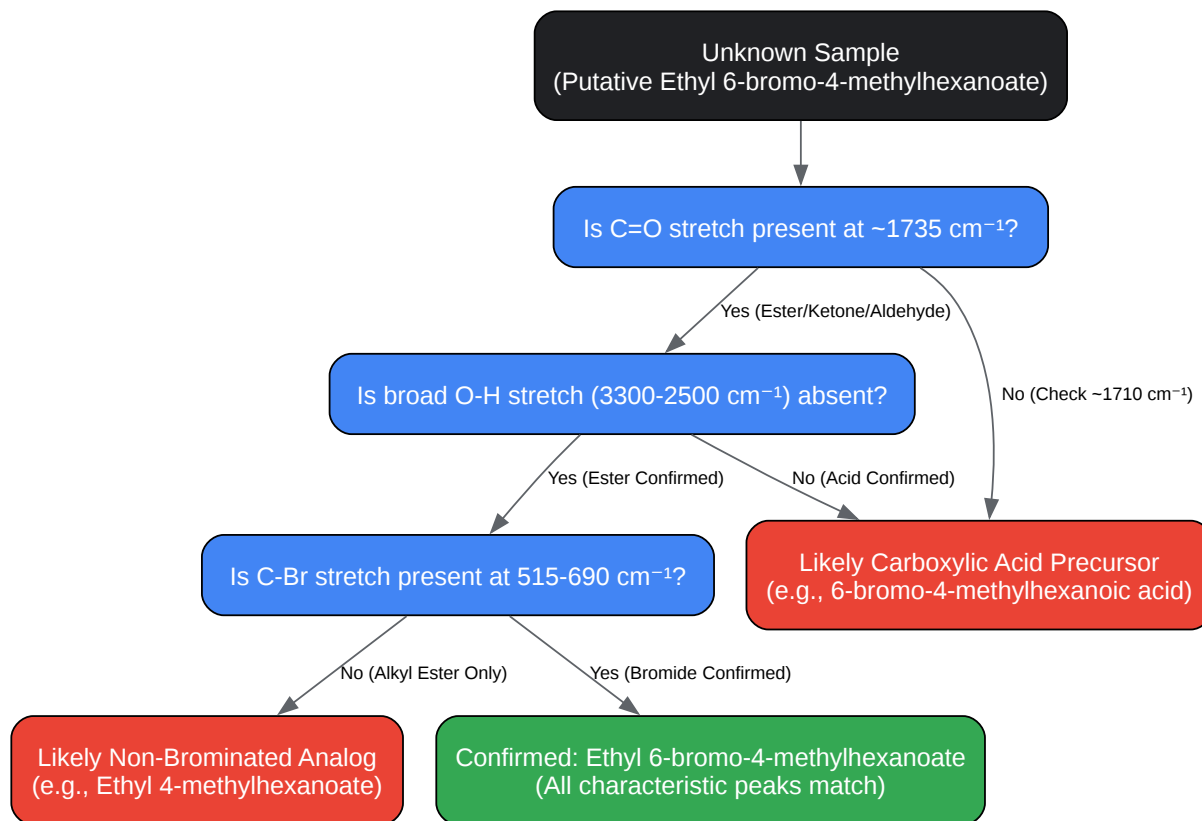 Unknown Sample
(Putative Ethyl 6-bromo-4-methylhexanoate)
Is C=O stretch present at ~1735 cm⁻¹?
Yes (Ester/Ketone/Aldehyde)
No (Check ~1710 cm⁻¹)
Is broad O-H stretch (3300-2500 cm⁻¹) absent?
Yes (Ester Confirmed)
No (Acid Confirmed)
Likely Carboxylic Acid Precursor
(e.g., 6-bromo-4-methylhexanoic acid)
Is C-Br stretch present at 515-690 cm⁻¹?
No (Alkyl Ester Only)
Yes (Bromide Confirmed)
Likely Non-Brominated Analog
(e.g., Ethyl 4-methylhexanoate)
Confirmed: Ethyl 6-bromo-4-methylhexanoate
(All characteristic peaks match)